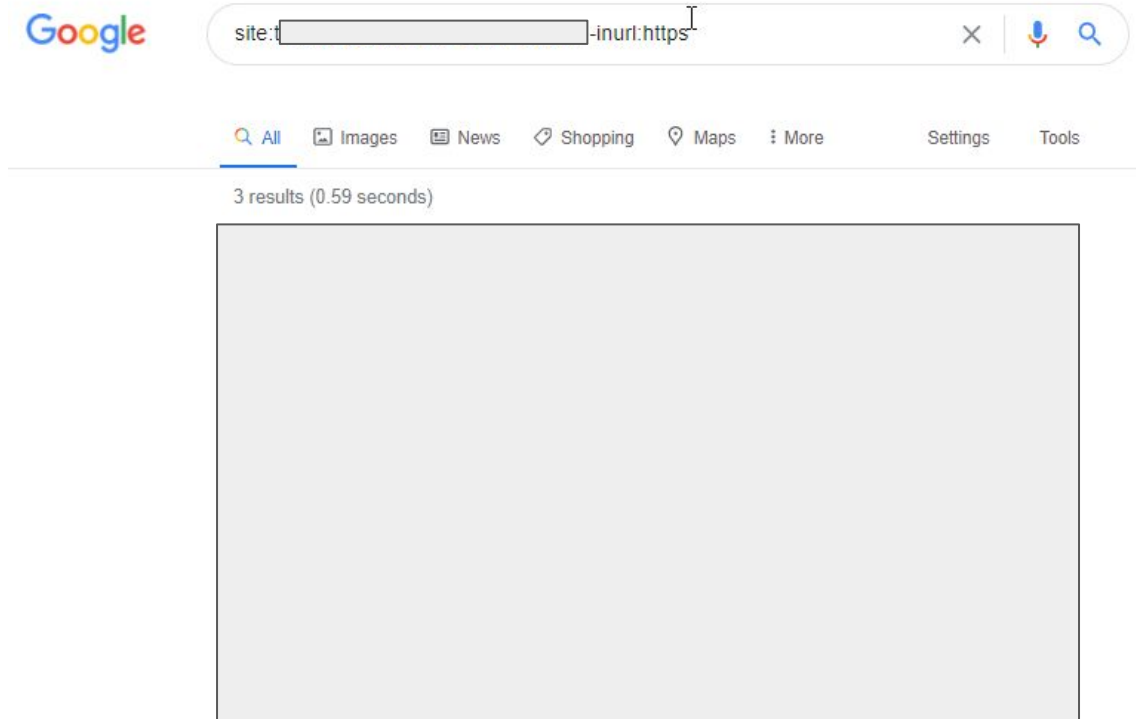 Google
site:t -inurl:https
All Images News Shopping Maps More Settings Tools
3 results (0.59 seconds)